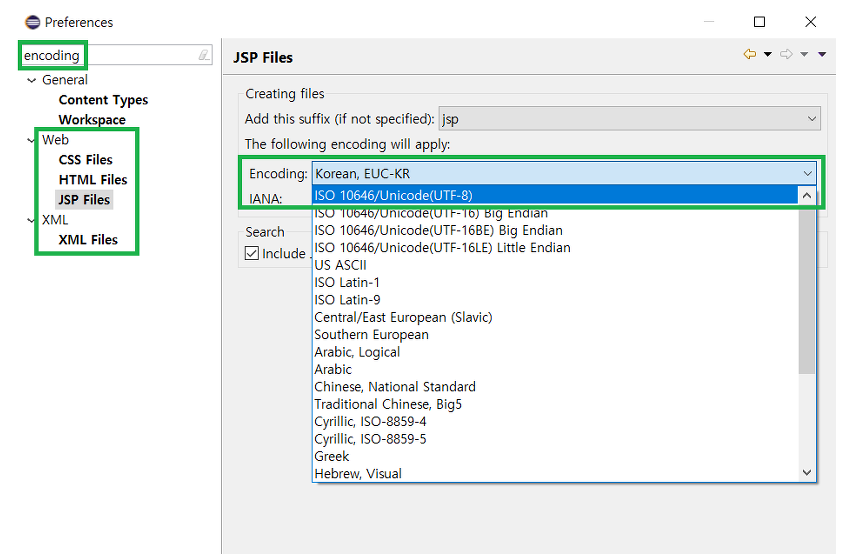 Preferences
encoding
General
Content Types
Workspace
Web
CSS Files
HTML Files
JSP Files
XML
XML Files
JSP Files
Creating files
Add this suffix (if not specified): jsp
The following encoding will apply:
Encoding: Korean, EUC-KR
IANA:
Search
Include
ISO 10646/Unicode(UTF-8)
ISO 10646/Unicode(UTF-16) Big Endian
ISO 10646/Unicode(UTF-16BE) Big Endian
ISO 10646/Unicode(UTF-16LE) Little Endian
US ASCII
ISO Latin-1
ISO Latin-9
Central/East European (Slavic)
Southern European
Arabic, Logical
Arabic
Chinese, National Standard
Traditional Chinese, Big5
Cyrillic, ISO-8859-4
Cyrillic, ISO-8859-5
Greek
Hebrew, Visual